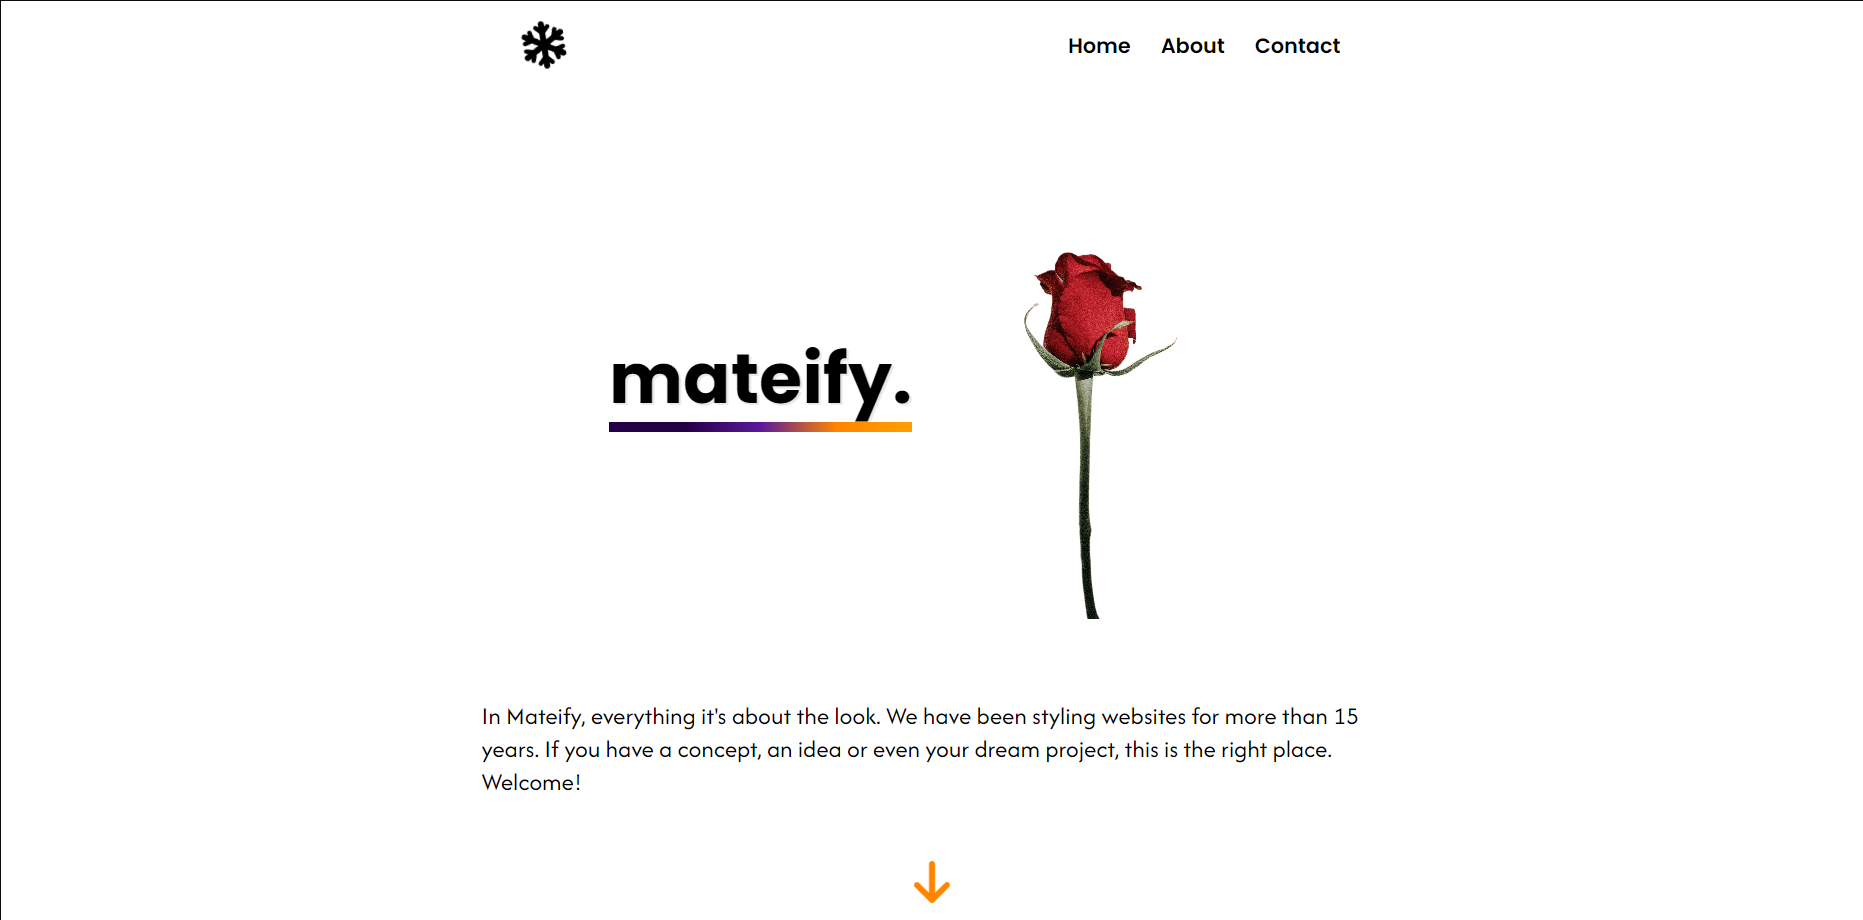 Home About Contact
mateify.
In Mateify, everything it's about the look. We have been styling websites for more than 15
years. If you have a concept, an idea or even your dream project, this is the right place.
Welcome!